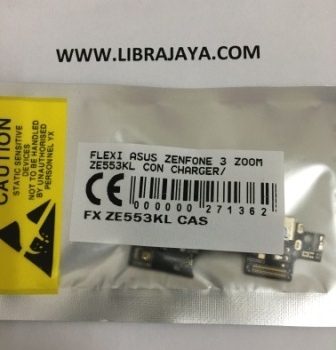 WWW.LIBRAJAYA.COM
CAUTION
STATIC SENSITIVE
DEVICES
NOT TO BE HANDLED
BY UNAUTHORISED
PERSONNEL YX
FLEXI ASUS ZENFONE 3 ZOOM
ZE553KL CON CHARGER/
CE
000000 271362
FX ZE553KL CAS